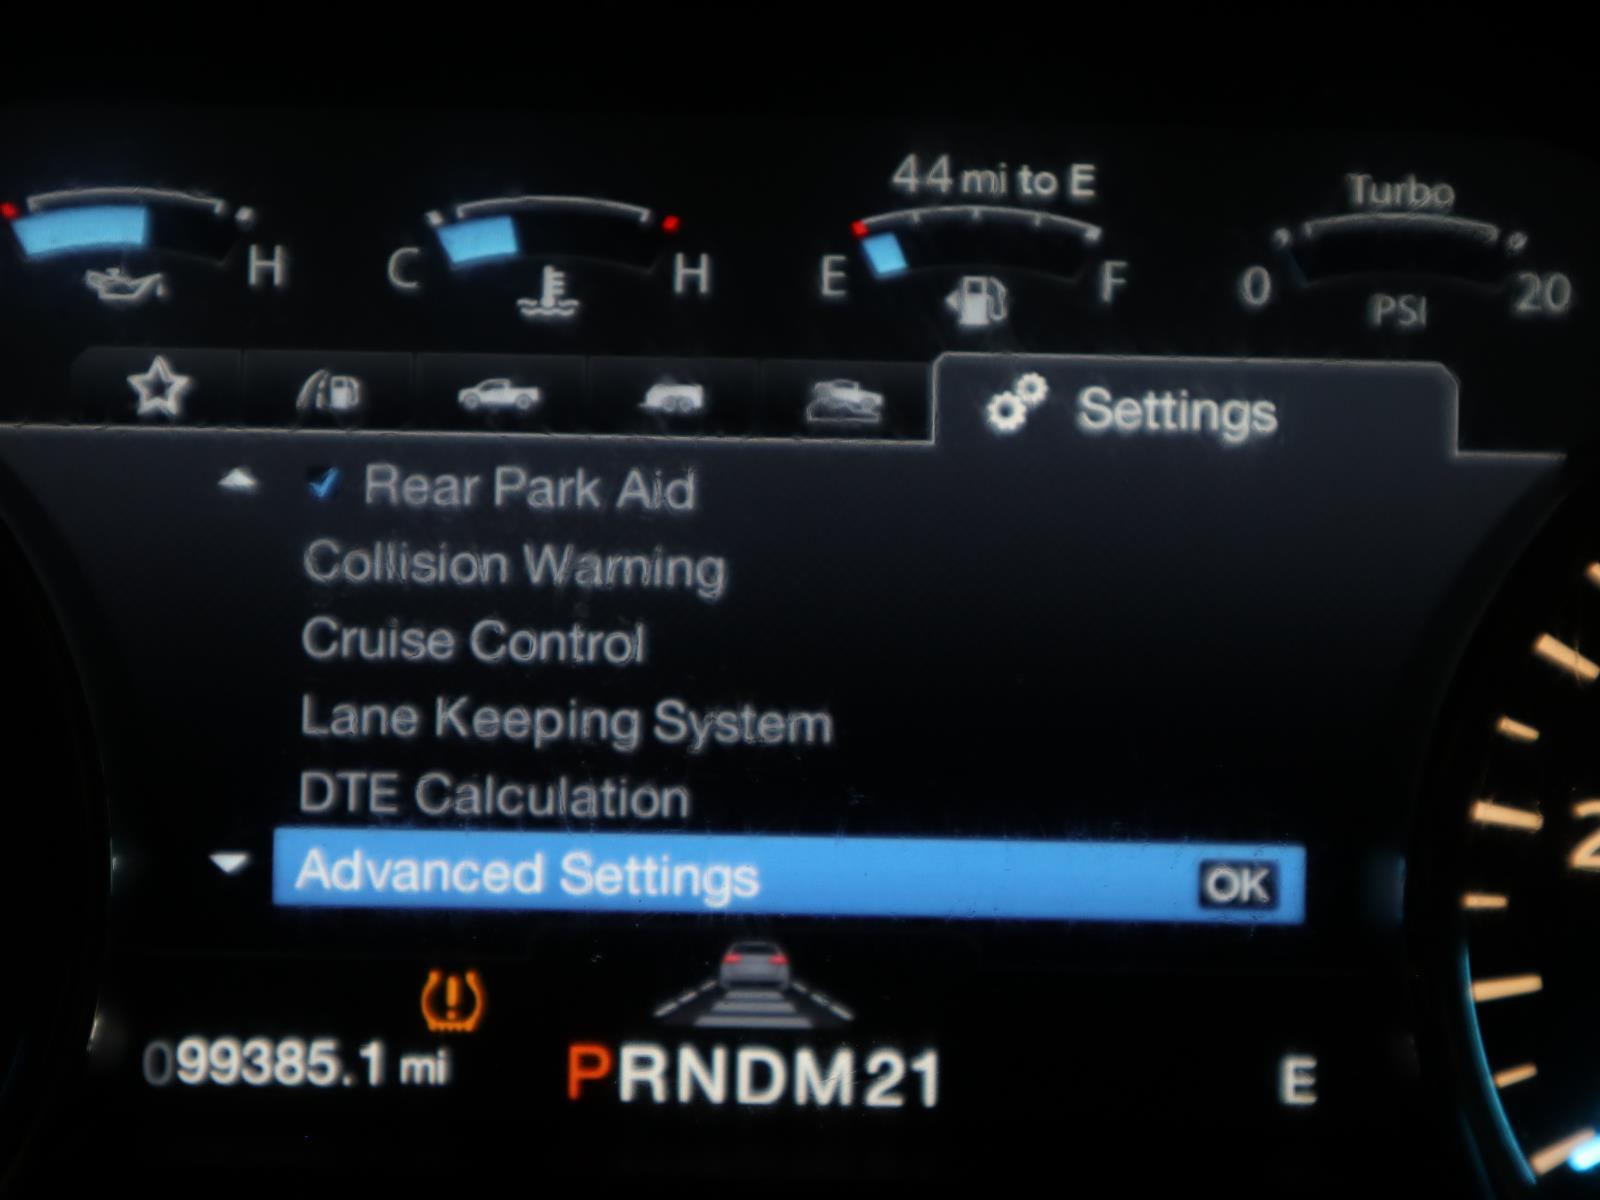 44 mi to E
Turbo
H
C
H
E
F
0
20
PSI
Settings
Rear Park Aid
Collision Warning
Cruise Control
Lane Keeping System
DTE Calculation
Advanced Settings
OK
2
099385.1 mi
PRNDM21
E